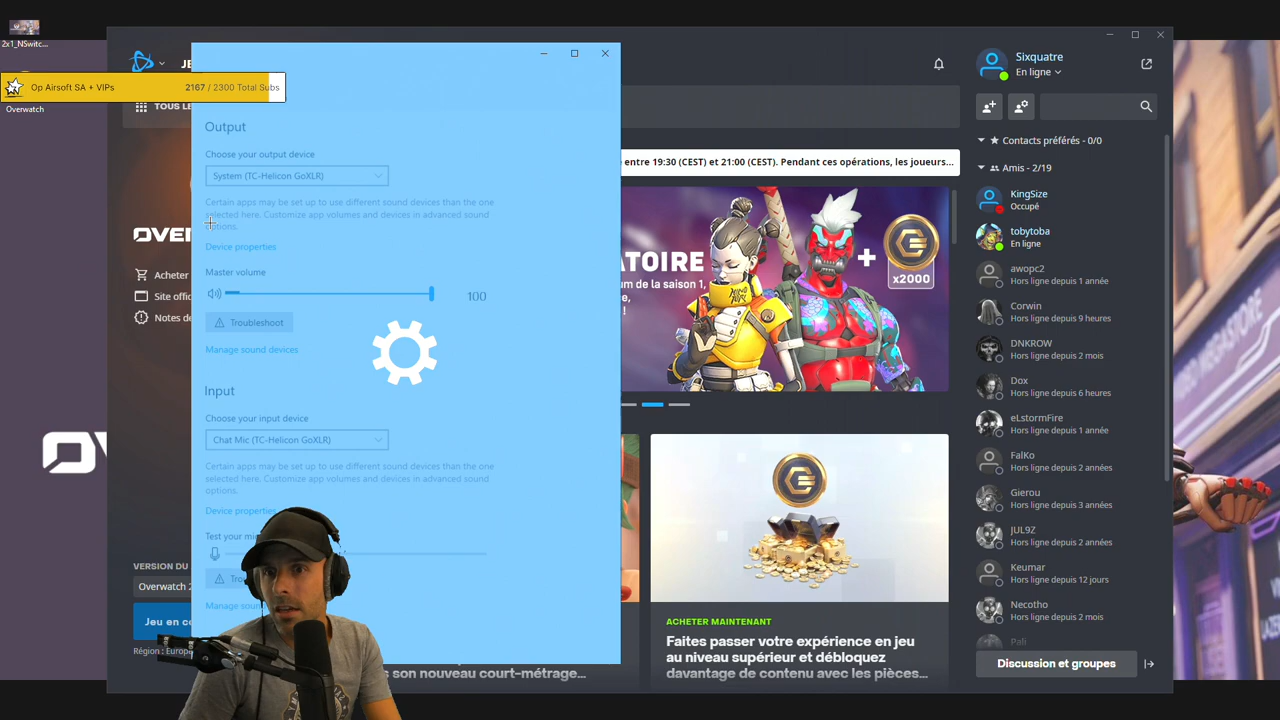 2x1_NSwitc...
Op Airsoft SA + VIPs
2167 / 2300 Total Subs
Overwatch
TOUS LE
Output
Choose your output device
System (TC-Helicon GoXLR)
Certain apps may be set up to use different sound devices than the one
selected here. Customize app volumes and devices in advanced sound
options.
Device properties
Master volume
100
Troubleshoot
Manage sound devices
Input
Choose your input device
Chat Mic (TC-Helicon GoXLR)
Certain apps may be set up to use different sound devices than the one
selected here. Customize app volumes and devices in advanced sound
options.
Device properties
Test your mi
Manage soun
Acheter
Site offic
Notes de
VERSION DU
Overwatch 2
Jeu en co
Région : Europe
entre 19:30 (CEST) et 21:00 (CEST). Pendant ces opérations, les joueurs...
ATOIRE
um de la saison 1,
!
+
x2000
son nouveau court-métrage...
ACHETER MAINTENANT
Faites passer votre expérience en jeu
au niveau supérieur et débloquez
davantage de contenu avec les pièces...
Sixquatre
En ligne
Contacts préférés - 0/0
Amis - 2/19
KingSize
Occupé
tobytoba
En ligne
awopc2
Hors ligne depuis 1 année
Corwin
Hors ligne depuis 9 heures
DNKROW
Hors ligne depuis 2 mois
Dox
Hors ligne depuis 6 heures
eLstormFire
Hors ligne depuis 1 année
FalKo
Hors ligne depuis 2 années
Gierou
Hors ligne depuis 3 années
JUL9Z
Hors ligne depuis 2 années
Keumar
Hors ligne depuis 12 jours
Necotho
Hors ligne depuis 2 mois
Pali
Discussion et groupes